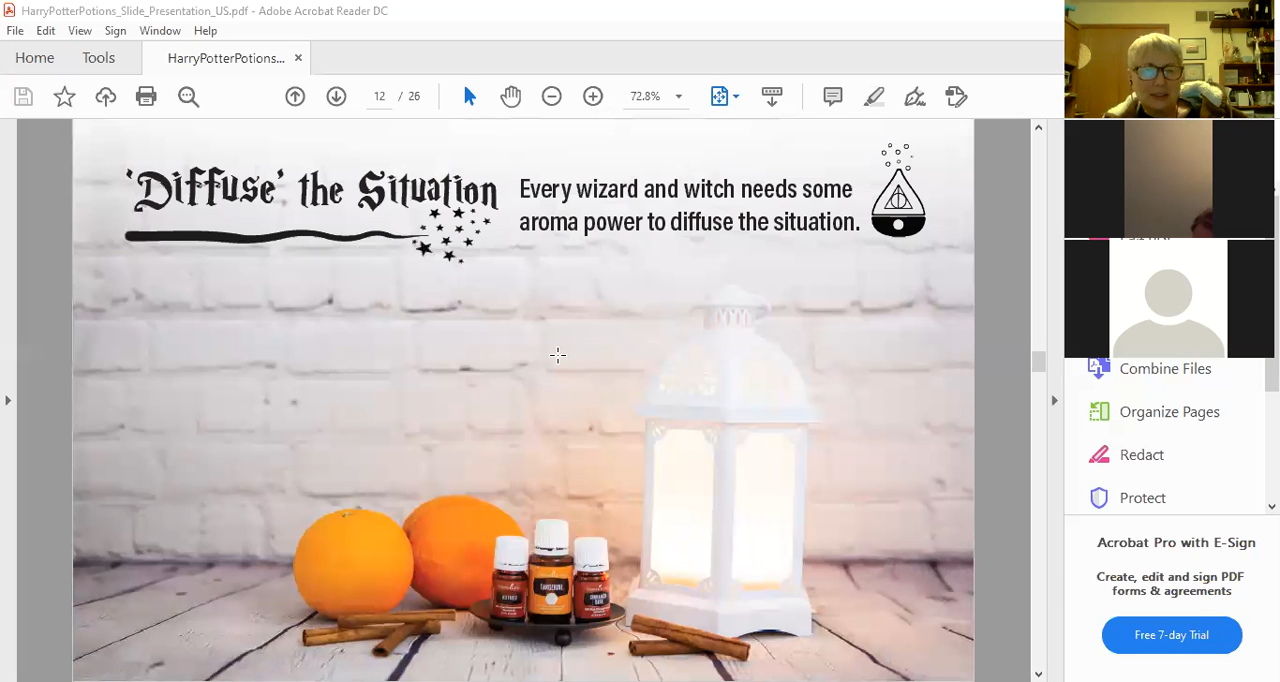 HarryPotterPotions_Slide_Presentation_US.pdf - Adobe Acrobat Reader DC
File Edit View Sign Window Help
Home Tools HarryPotterPotions... ×
12 / 26 72.8%
'Diffuse' the Situation
Every wizard and witch needs some
aroma power to diffuse the situation.
TANGERINE
Combine Files
Organize Pages
Redact
Protect
Acrobat Pro with E-Sign
Create, edit and sign PDF
forms & agreements
Free 7-day Trial